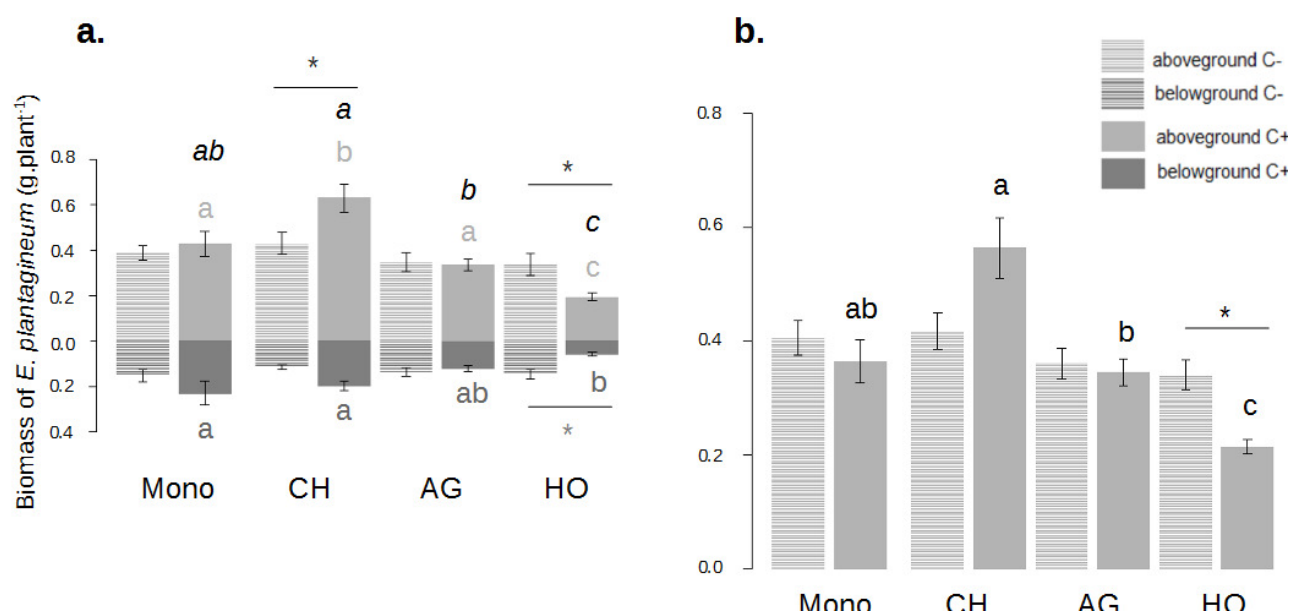 a.
b.
aboveground C-
belowground C-
aboveground C+
belowground C+
Biomass of E. plantagineum (g.plant⁻¹)
0.8
0.6
0.4
0.2
0.0
0.2
0.4
*
a
ab
b
a
b
a
*
c
c
a
a
ab
b
*
Mono CH AG HO
0.8
0.6
0.4
0.2
0.0
a
ab
b
*
c
Mono CH AG HO